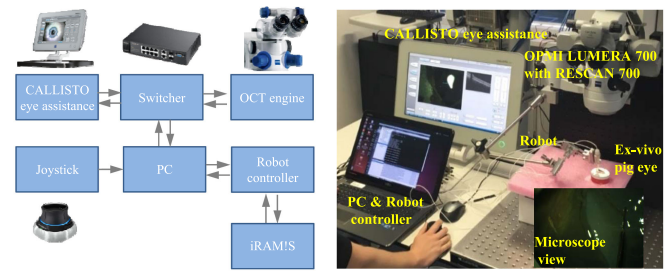 CALLISTO
eye assistance
Switcher
OCT engine
Joystick
PC
Robot
controller
iRAM!S
CALLISTO eye assistance
OPMI LUMERA 700
with RESCAN 700
Robot
Ex-vivo
pig eye
PC & Robot
controller
Microscope
view